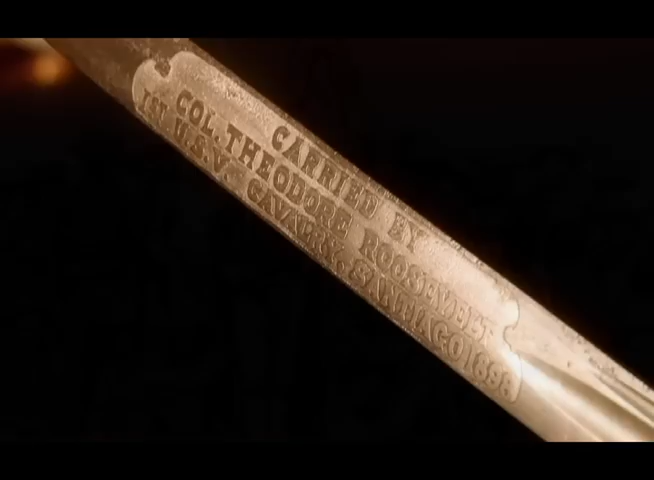 CARRIED BY
COL. THEODORE ROOSEVELT
1ST U.S.V. CAVALRY. SANTIAGO 1898